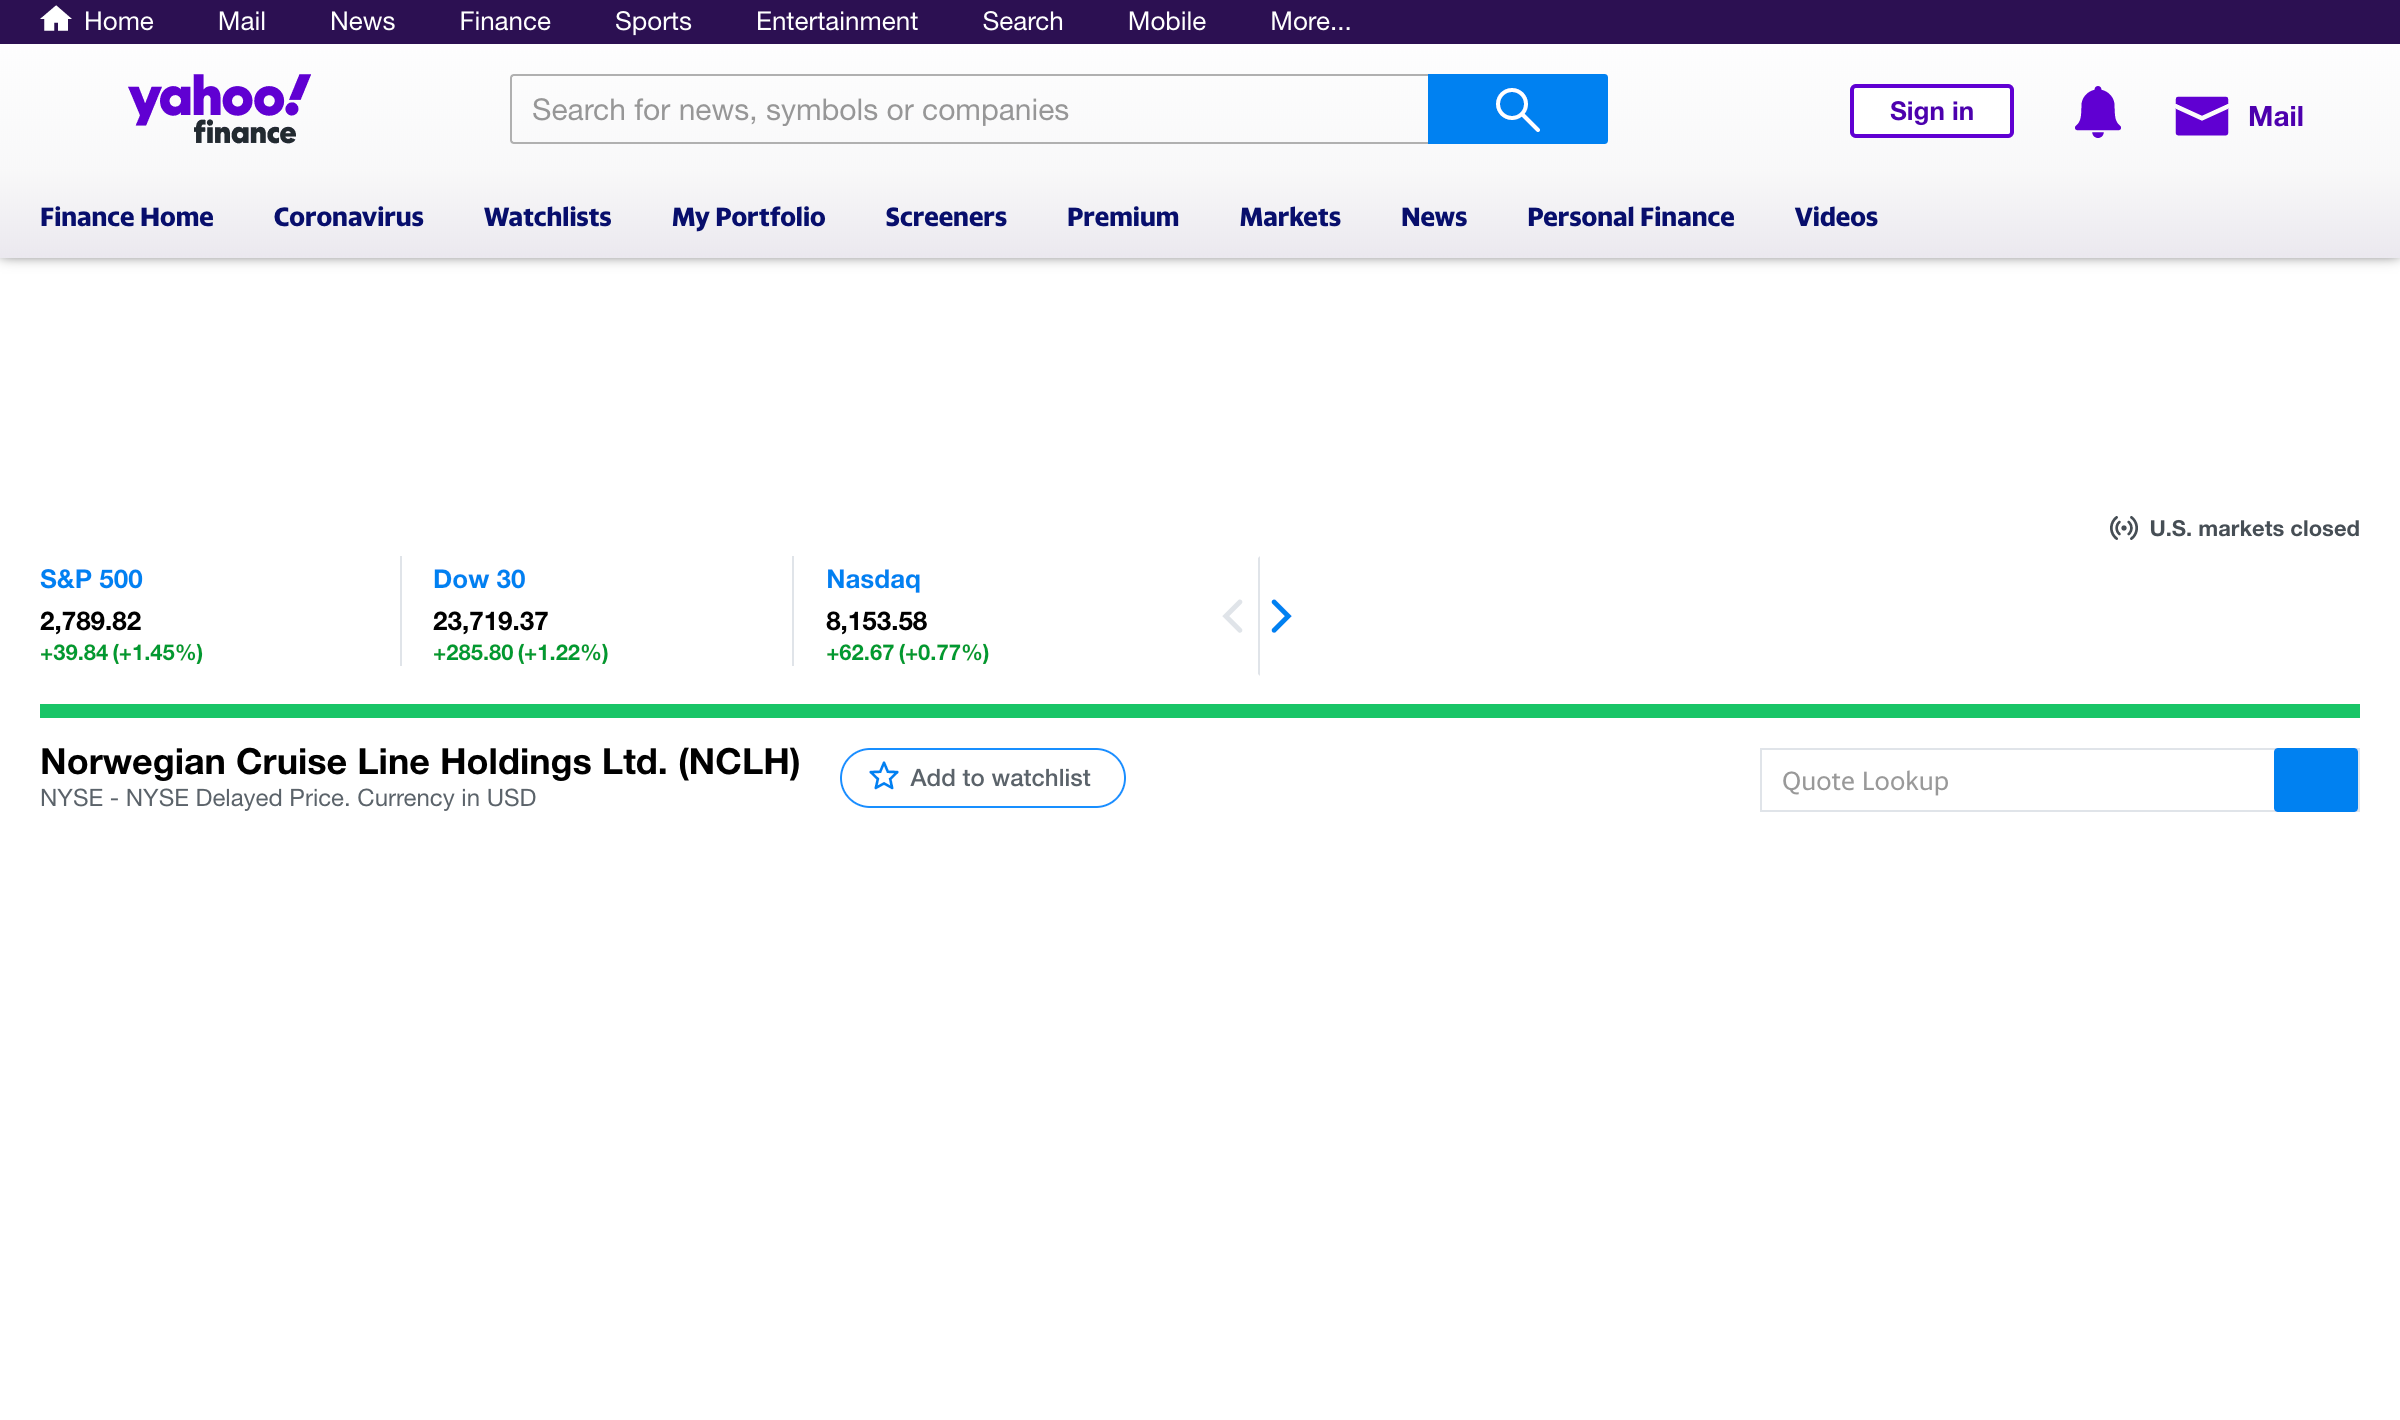 Home Mail News Finance Sports Entertainment Search Mobile More...
yahoo!
finance
Search for news, symbols or companies
Sign in
Mail
Finance Home Coronavirus Watchlists My Portfolio Screeners Premium Markets News Personal Finance Videos
U.S. markets closed
S&P 500
2,789.82
+39.84 (+1.45%)
Dow 30
23,719.37
+285.80 (+1.22%)
Nasdaq
8,153.58
+62.67 (+0.77%)
Norwegian Cruise Line Holdings Ltd. (NCLH)
NYSE - NYSE Delayed Price. Currency in USD
Add to watchlist
Quote Lookup